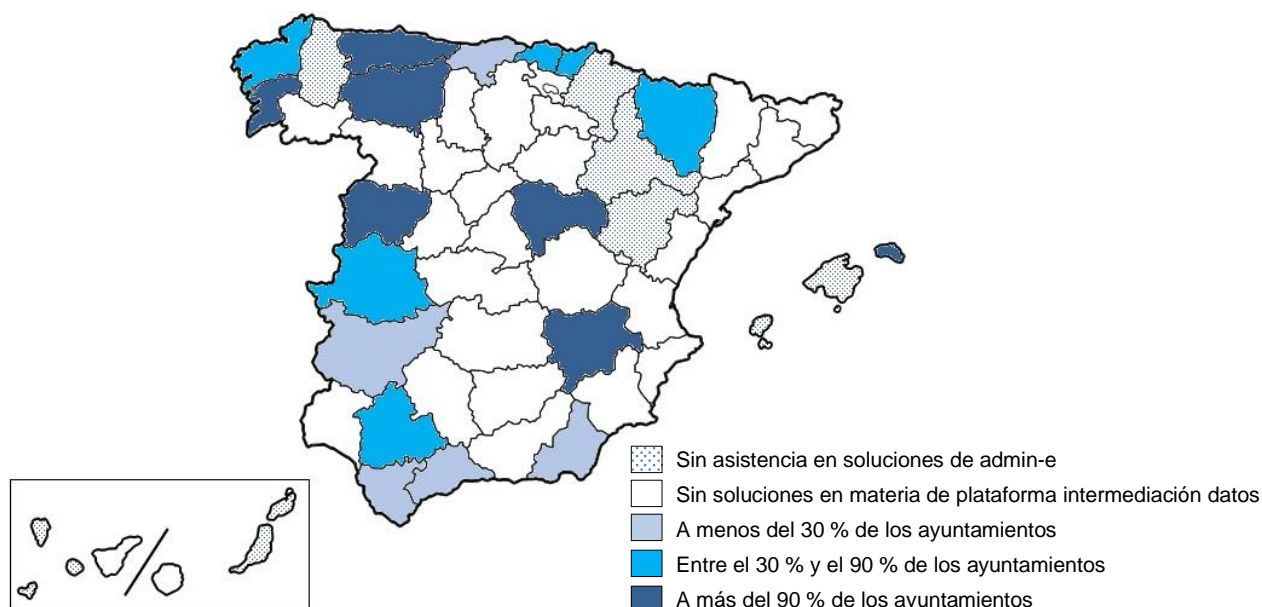 Sin asistencia en soluciones de admin-e
Sin soluciones en materia de plataforma intermediación datos
A menos del 30 % de los ayuntamientos
Entre el 30 % y el 90 % de los ayuntamientos
A más del 90 % de los ayuntamientos